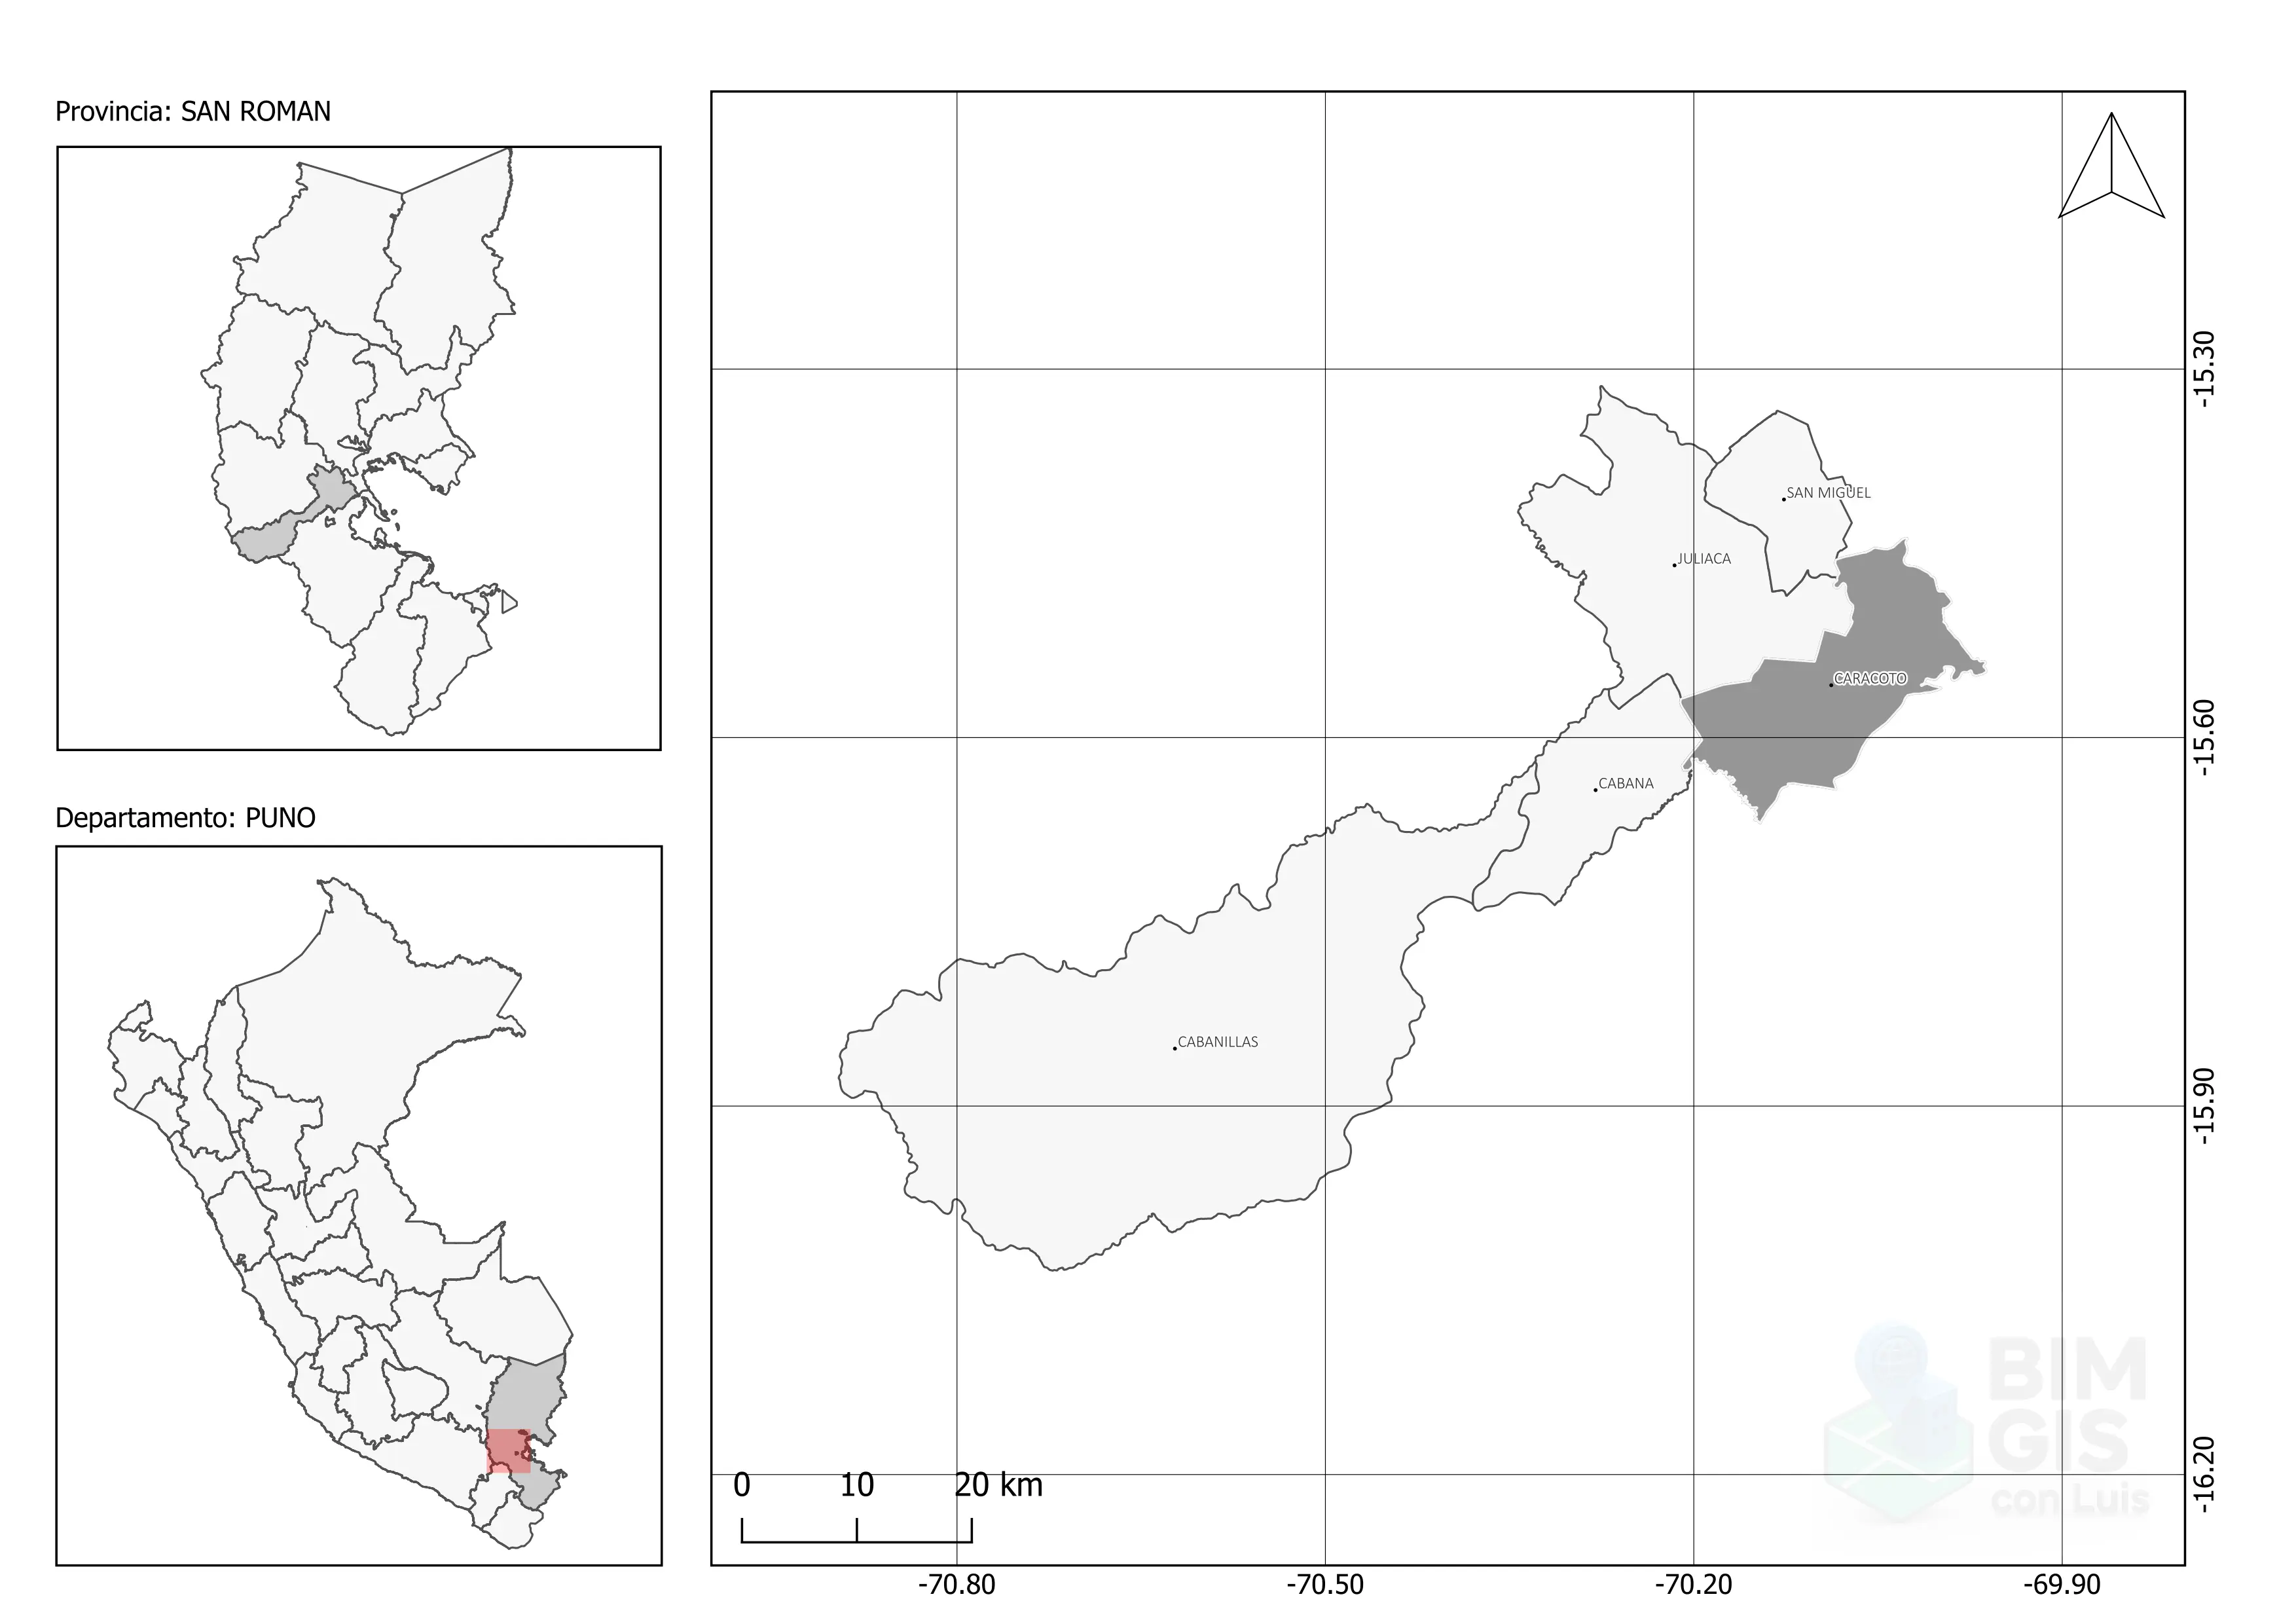 Provincia: SAN ROMAN
Departamento: PUNO
SAN MIGUEL
JULIACA
CARACOTO
CABANA
CABANILLAS
-15.30
-15.60
-15.90
-16.20
0 10 20 km
-70.80 -70.50 -70.20 -69.90
BIM
GIS
con Luis